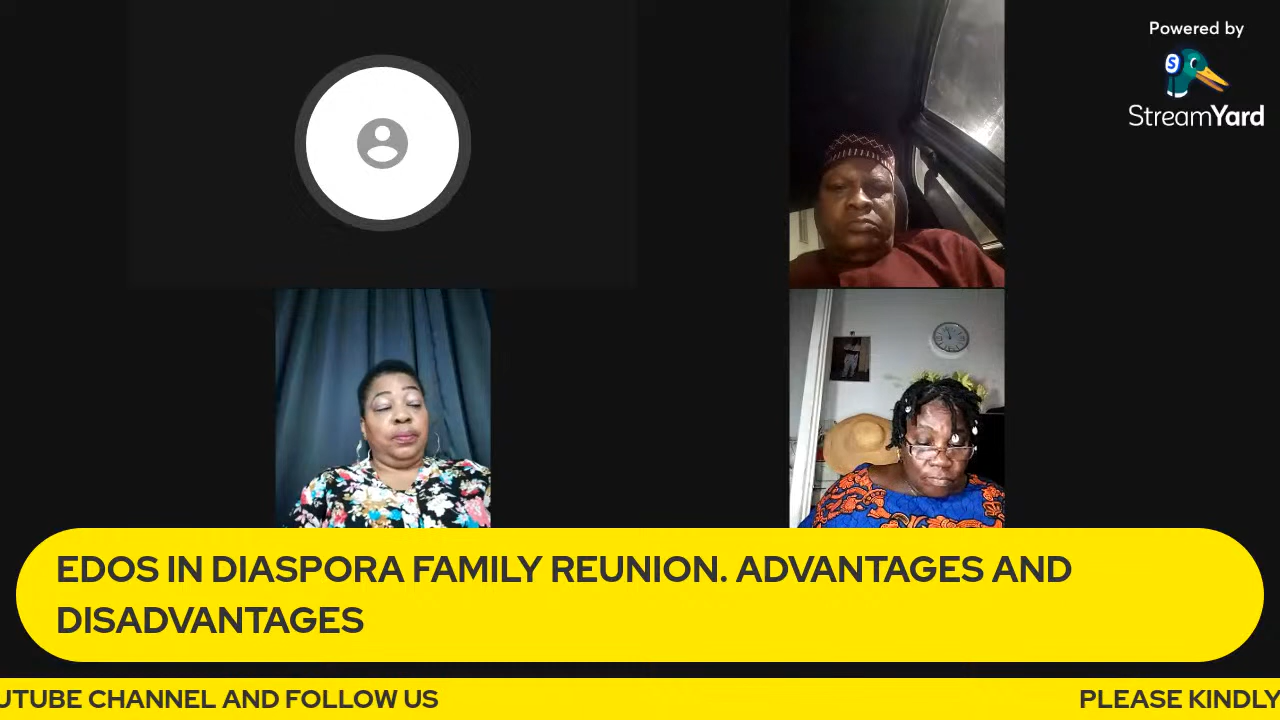 Powered by
S
StreamYard
EDOS IN DIASPORA FAMILY REUNION. ADVANTAGES AND
DISADVANTAGES
UTUBE CHANNEL AND FOLLOW US
PLEASE KINDLY